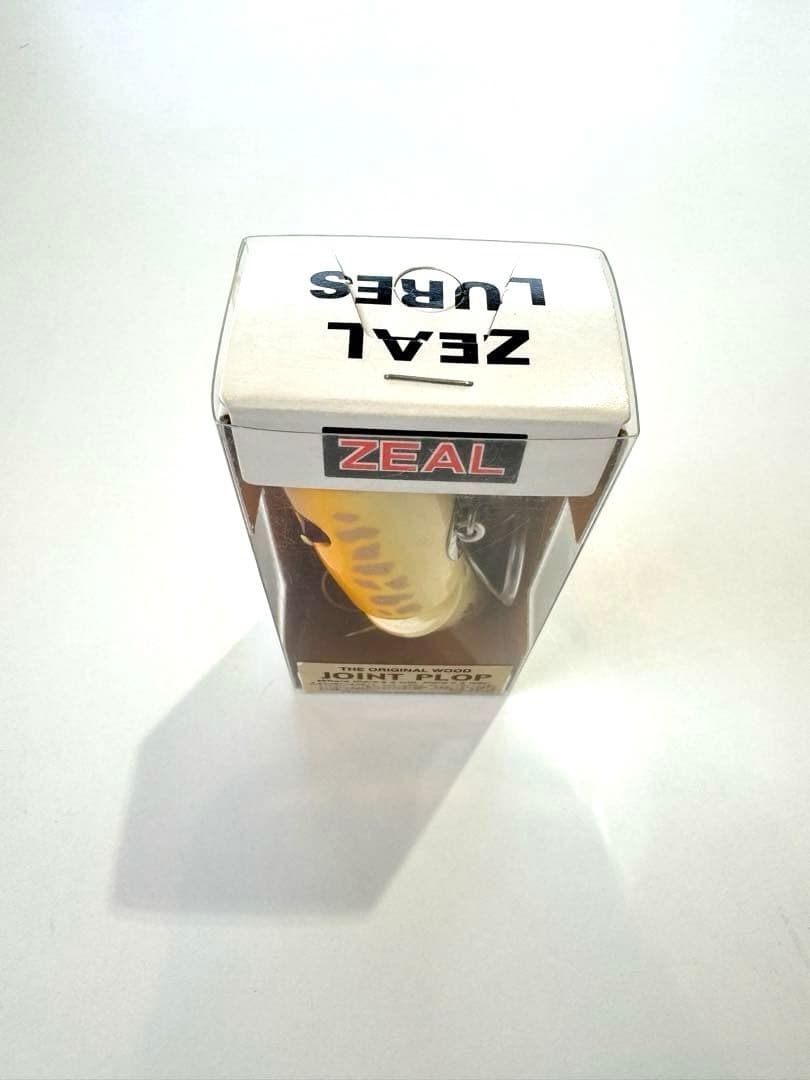 ZEAL
LURES
ZEAL
THE ORIGINAL WOOD
JOINT PLOP